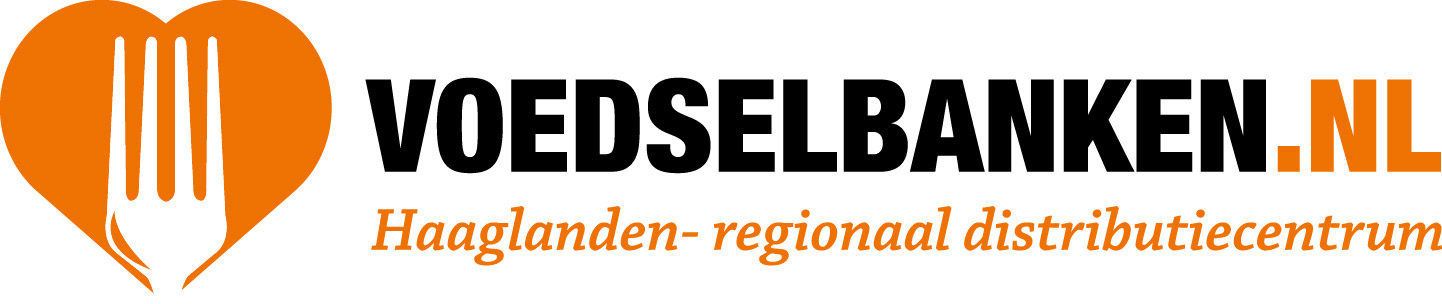 VOEDSELBANKEN.NL
Haaglanden- regionaal distributiecentrum